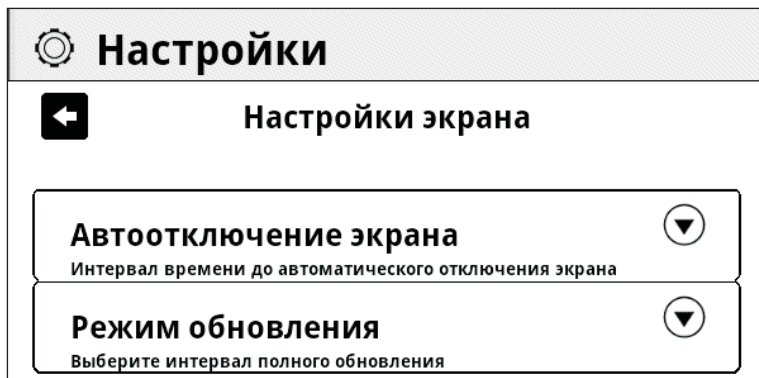 Настройки
Настройки экрана
Автоотключение экрана
Интервал времени до автоматического отключения экрана
Режим обновления
Выберите интервал полного обновления